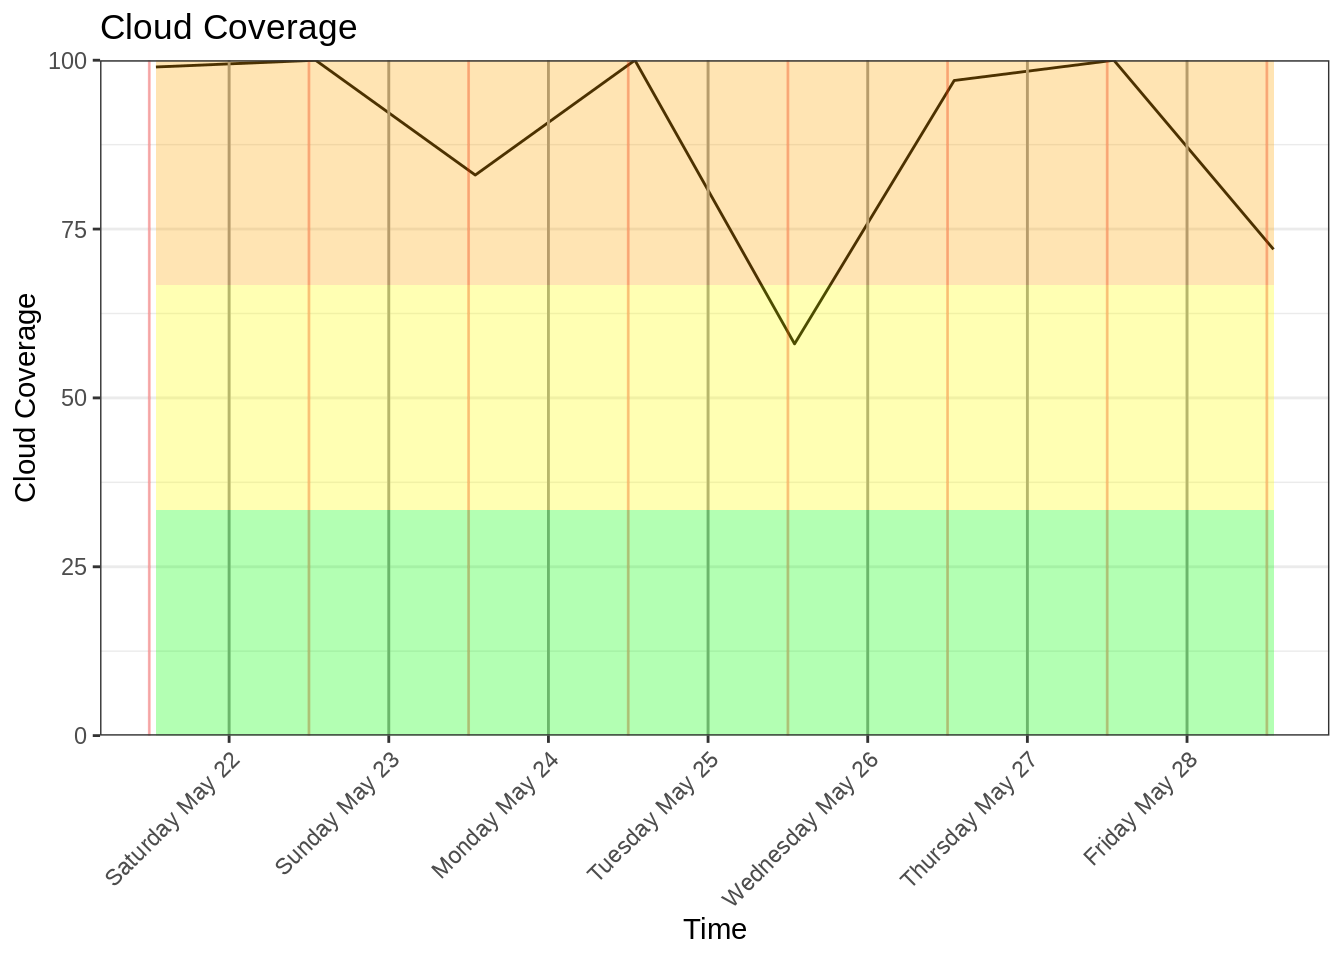 Cloud Coverage
100
75
50
25
0
Cloud Coverage
Saturday May 22
Sunday May 23
Monday May 24
Tuesday May 25
Wednesday May 26
Thursday May 27
Friday May 28
Time